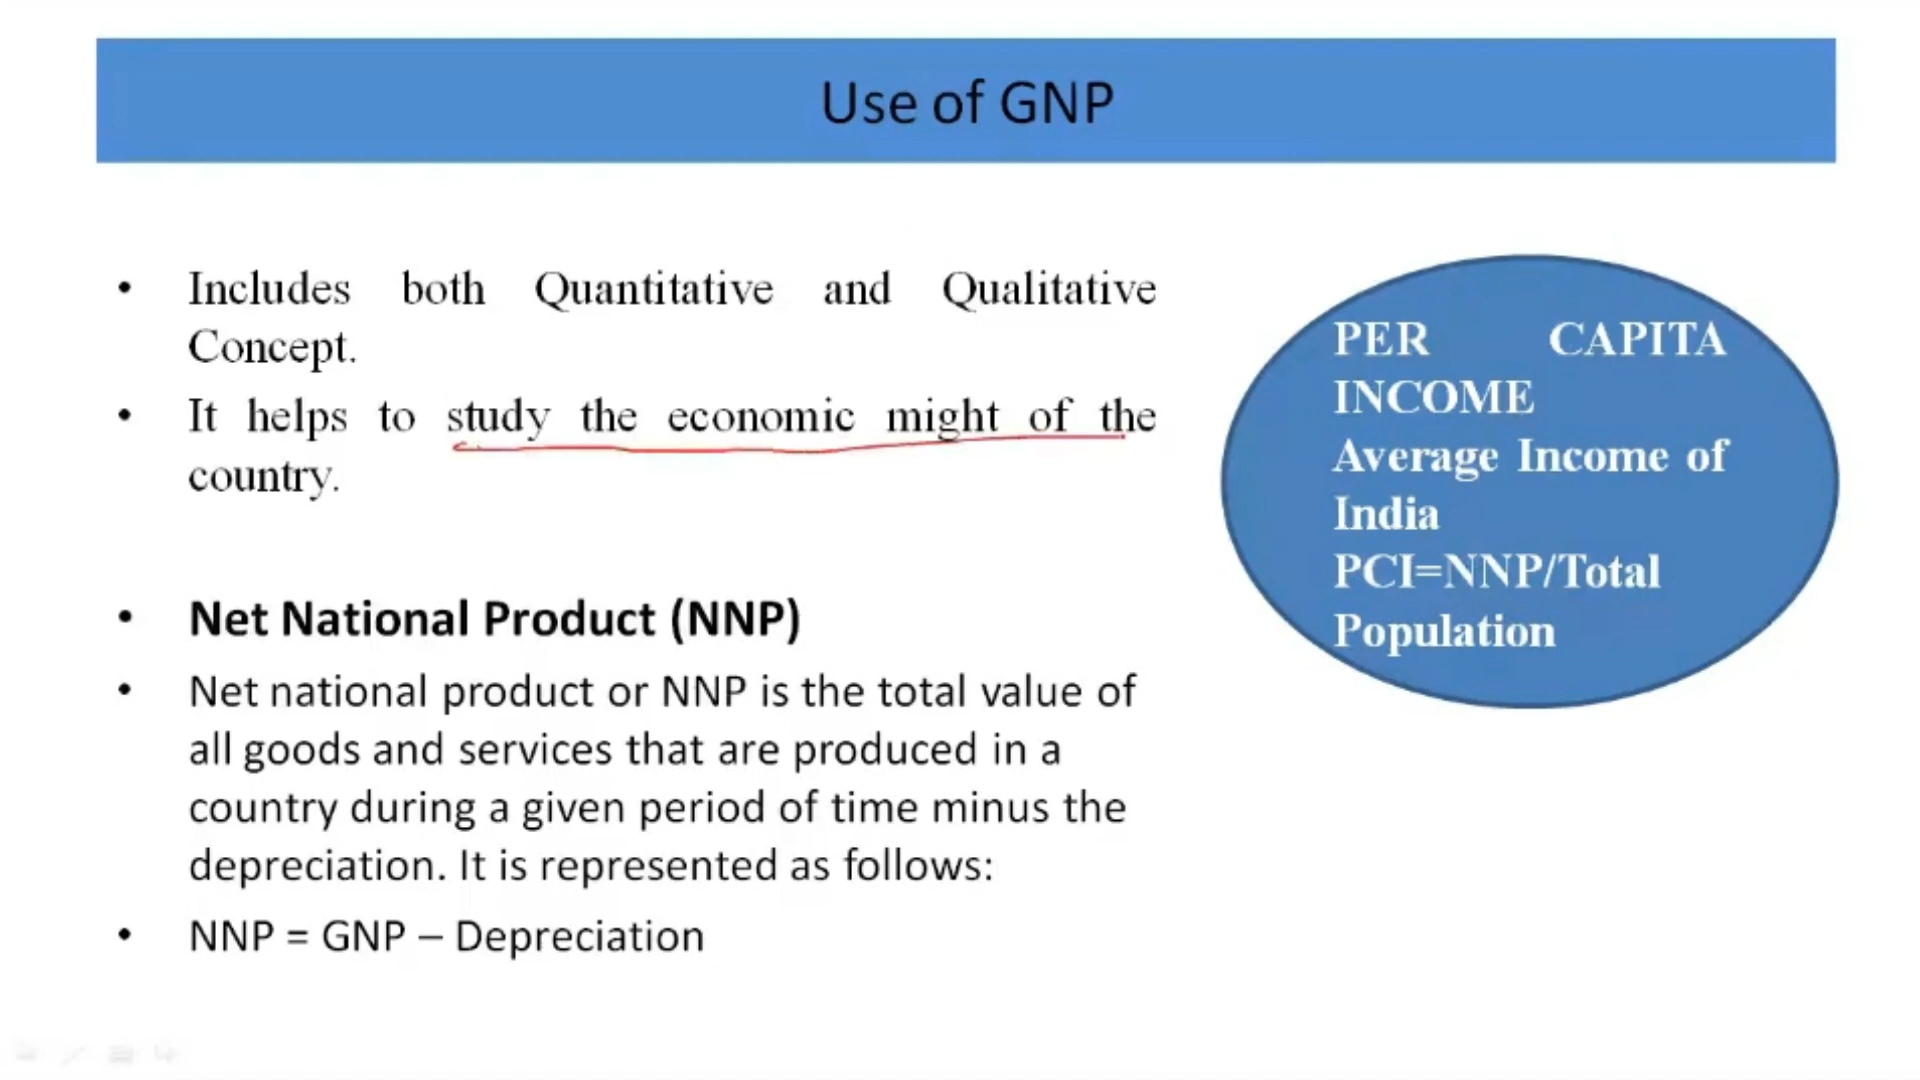 Use of GNP
• Includes both Quantitative and Qualitative
Concept.
• It helps to study the economic might of the
country.
• Net National Product (NNP)
• Net national product or NNP is the total value of
all goods and services that are produced in a
country during a given period of time minus the
depreciation. It is represented as follows:
• NNP = GNP – Depreciation
PER CAPITA
INCOME
Average Income of
India
PCI=NNP/Total
Population